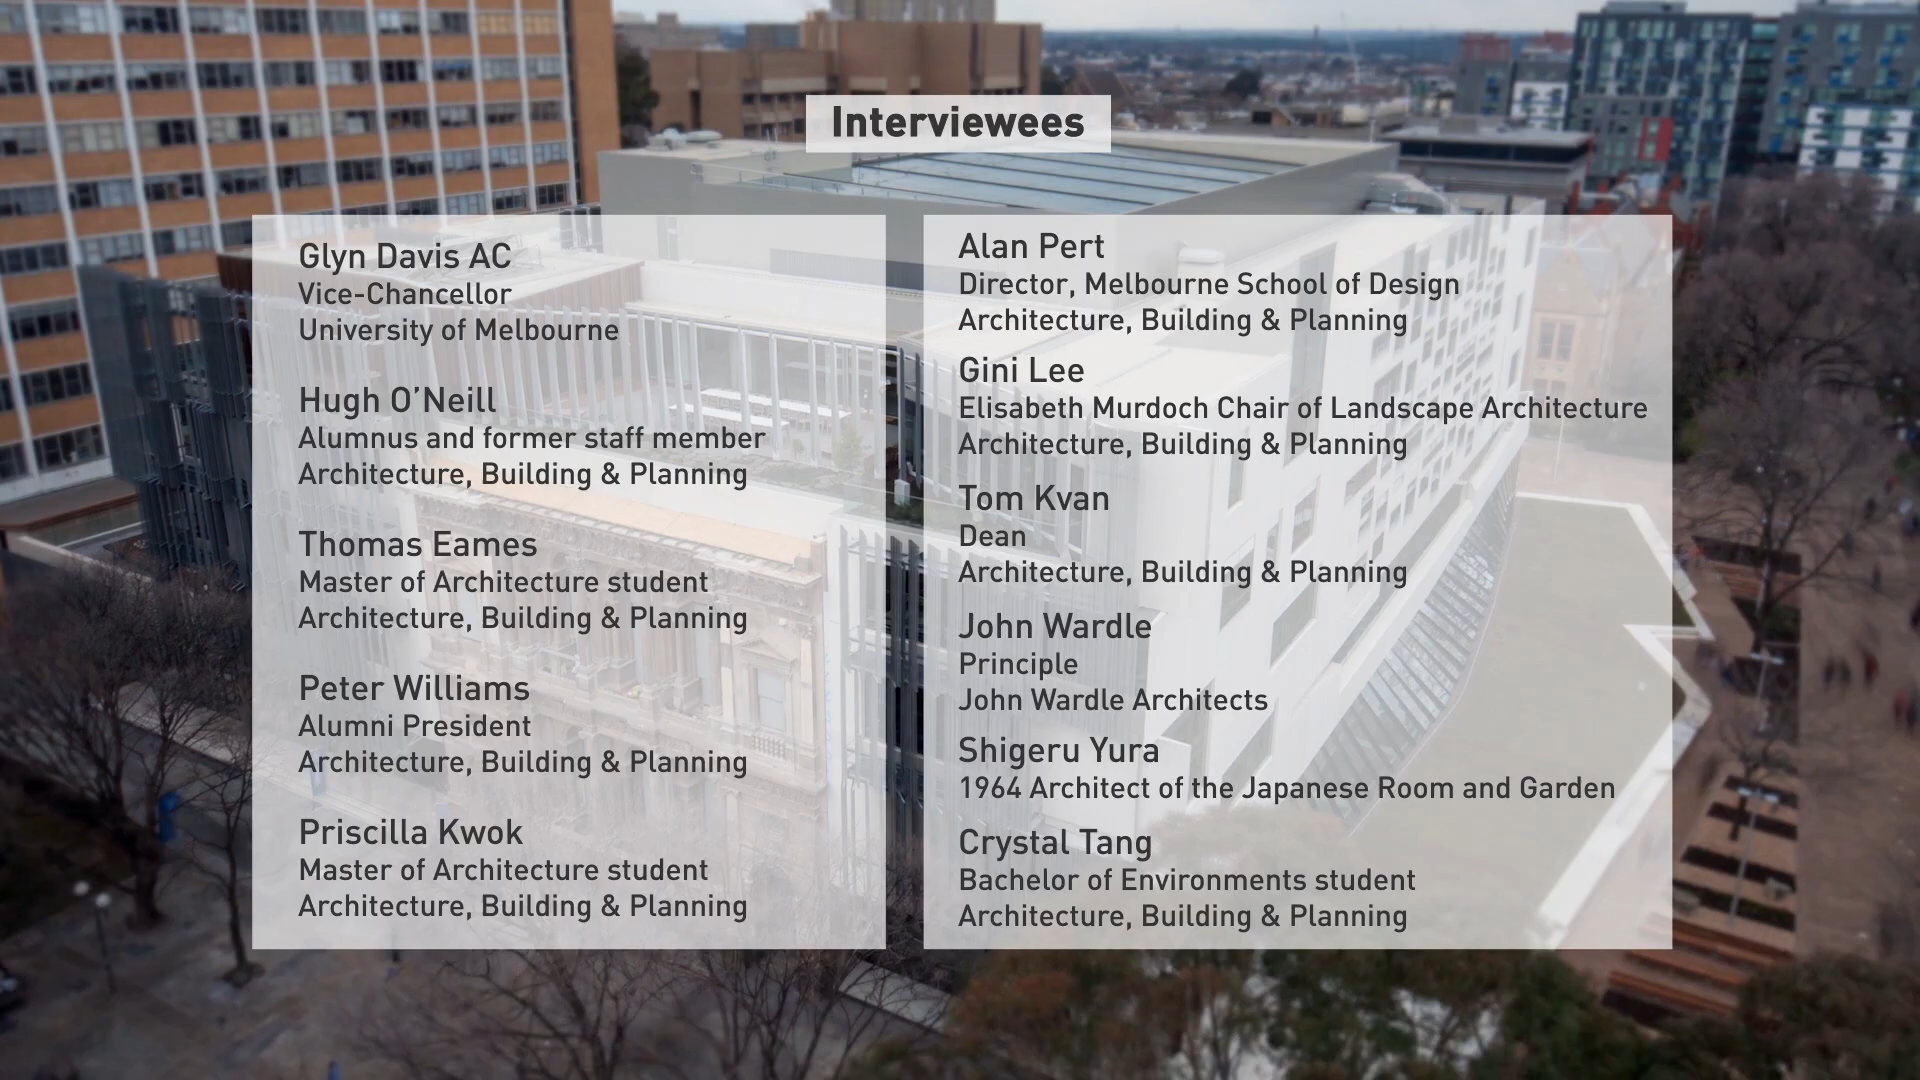 Interviewees
Glyn Davis AC
Vice-Chancellor
University of Melbourne
Hugh O’Neill
Alumnus and former staff member
Architecture, Building & Planning
Thomas Eames
Master of Architecture student
Architecture, Building & Planning
Peter Williams
Alumni President
Architecture, Building & Planning
Priscilla Kwok
Master of Architecture student
Architecture, Building & Planning
Alan Pert
Director, Melbourne School of Design
Architecture, Building & Planning
Gini Lee
Elisabeth Murdoch Chair of Landscape Architecture
Architecture, Building & Planning
Tom Kvan
Dean
Architecture, Building & Planning
John Wardle
Principle
John Wardle Architects
Shigeru Yura
1964 Architect of the Japanese Room and Garden
Crystal Tang
Bachelor of Environments student
Architecture, Building & Planning